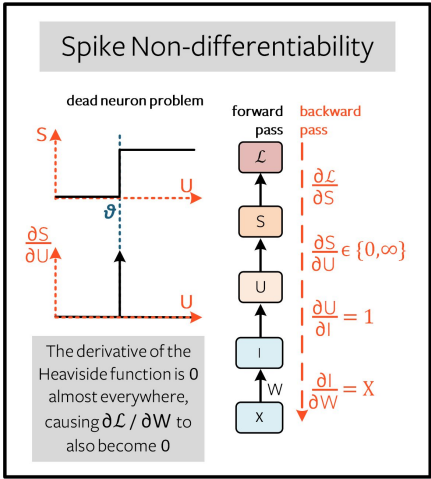 Spike Non-differentiability
dead neuron problem
S
U
ϑ
∂S/∂U
U
The derivative of the
Heaviside function is 0
almost everywhere,
causing ∂ℒ/∂W to
also become 0
forward
pass
backward
pass
ℒ
∂ℒ/∂S
S
∂S/∂U ∈ {0,∞}
U
∂U/∂I = 1
I
W
∂I/∂W = X
X